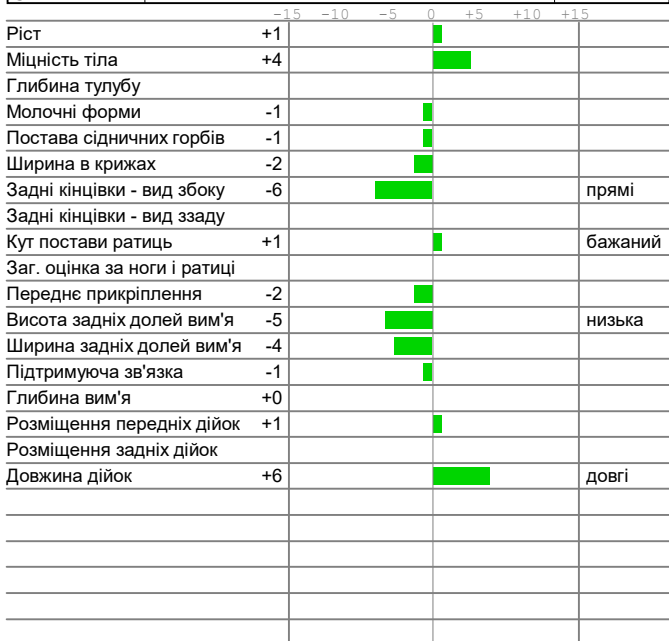 -15 -10 -5 0 +5 +10 +15
Ріст +1
Міцність тіла +4
Глибина тулубу
Молочні форми -1
Постава сідничних горбів -1
Ширина в крижах -2
Задні кінцівки - вид збоку -6 прямі
Задні кінцівки - вид ззаду
Кут постави ратиць +1 бажаний
Заг. оцінка за ноги і ратиці
Переднє прикріплення -2
Висота задніх долей вим'я -5 низька
Ширина задніх долей вим'я -4
Підтримуюча зв'язка -1
Глибина вим'я +0
Розміщення передніх дійок +1
Розміщення задніх дійок
Довжина дійок +6 довгі